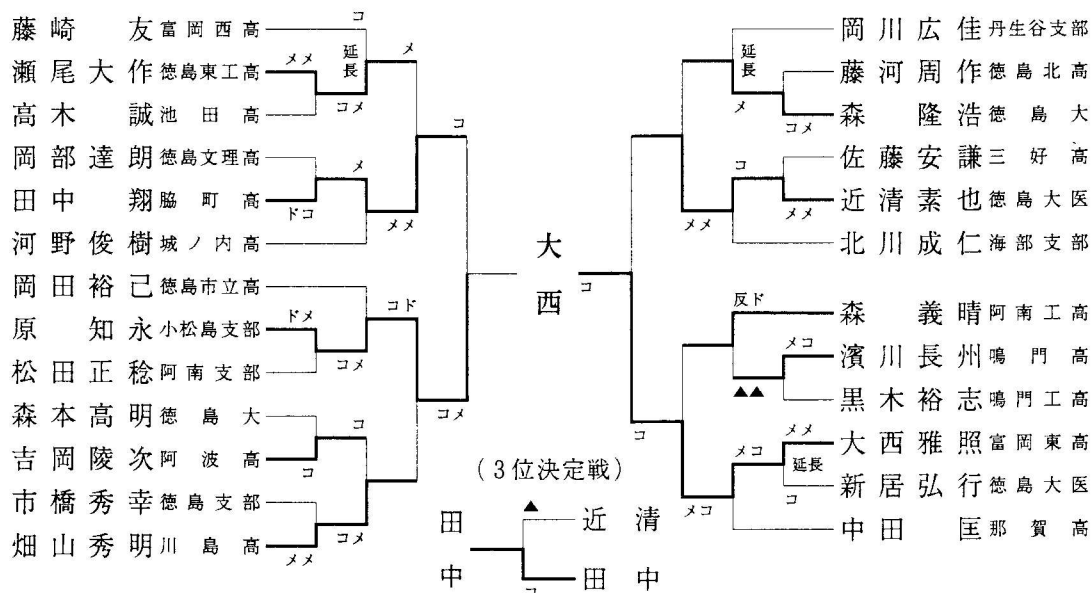 藤崎友 富岡西高
瀬尾大作 徳島東工高
高木誠 池田高
岡部達朗 徳島文理高
田中翔 脇町高
河野俊樹 城ノ内高
岡田裕己 徳島市立高
原知永 小松島支部
松田正稔 阿南支部
森本高明 徳島大
吉岡陵次 阿波高
市橋秀幸 徳島支部
畑山秀明 川島高
コ
メメ
延長
コメ
メ
コ
メ
ドコ
メメ
コド
ドメ
コメ
コメ
コ
コ
コメ
メメ
大西
コ
延長
メ
コメ
コ
メメ
メメ
反ド
メコ
▲▲
コ
メメ
メコ
延長
コ
メコ
岡川広佳 丹生谷支部
藤河周作 徳島北高
森隆浩 徳島大
佐藤安謙 三好高
近清素也 徳島大医
北川成仁 海部支部
森義晴 阿南工高
濱川長州 鳴門高
黒木裕志 鳴門工高
大西雅照 富岡東高
新居弘行 徳島大医
中田匡 那賀高
(3位決定戦)
▲
近清
田中
田中
コ